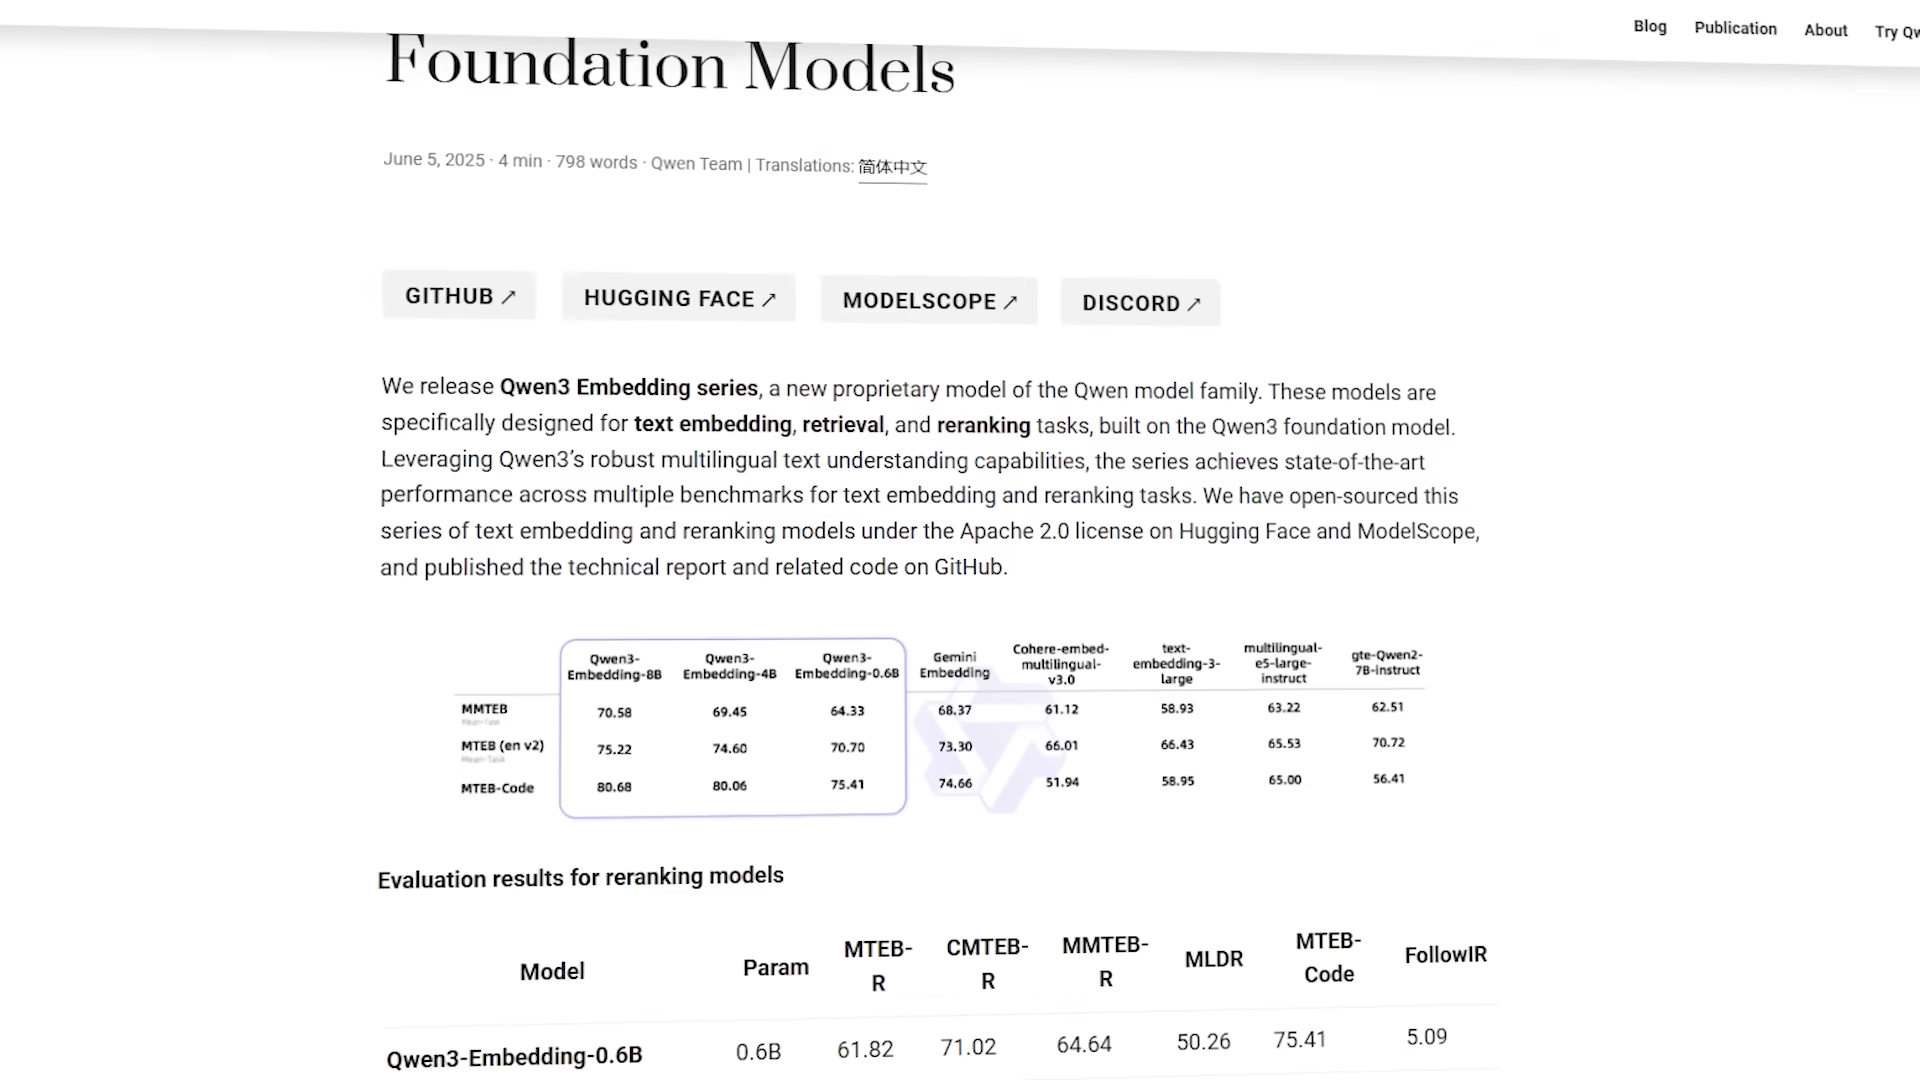 Blog Publication About Try Qw
Foundation Models
June 5, 2025 · 4 min · 798 words · Qwen Team | Translations: 简体中文
GITHUB ↗ HUGGING FACE ↗ MODELSCOPE ↗ DISCORD ↗
We release Qwen3 Embedding series, a new proprietary model of the Qwen model family. These models are
specifically designed for text embedding, retrieval, and reranking tasks, built on the Qwen3 foundation model.
Leveraging Qwen3's robust multilingual text understanding capabilities, the series achieves state-of-the-art
performance across multiple benchmarks for text embedding and reranking tasks. We have open-sourced this
series of text embedding and reranking models under the Apache 2.0 license on Hugging Face and ModelScope,
and published the technical report and related code on GitHub.
Qwen3-Embedding-8B Qwen3-Embedding-4B Qwen3-Embedding-0.6B Gemini Embedding Cohere-embed-multilingual-v3.0 text-embedding-3-large multilingual-e5-large-instruct gte-Qwen2-7B-instruct
MMTEB 70.58 69.45 64.33 68.37 61.12 58.93 63.22 62.51
Mean-Task
MTEB (en v2) 75.22 74.60 70.70 73.30 66.01 66.43 65.53 70.72
Mean-Task
MTEB-Code 80.68 80.06 75.41 74.66 51.94 58.95 65.00 56.41
Evaluation results for reranking models
Model Param MTEB-R CMTEB-R MMTEB-R MLDR MTEB-Code FollowIR
Qwen3-Embedding-0.6B 0.6B 61.82 71.02 64.64 50.26 75.41 5.09